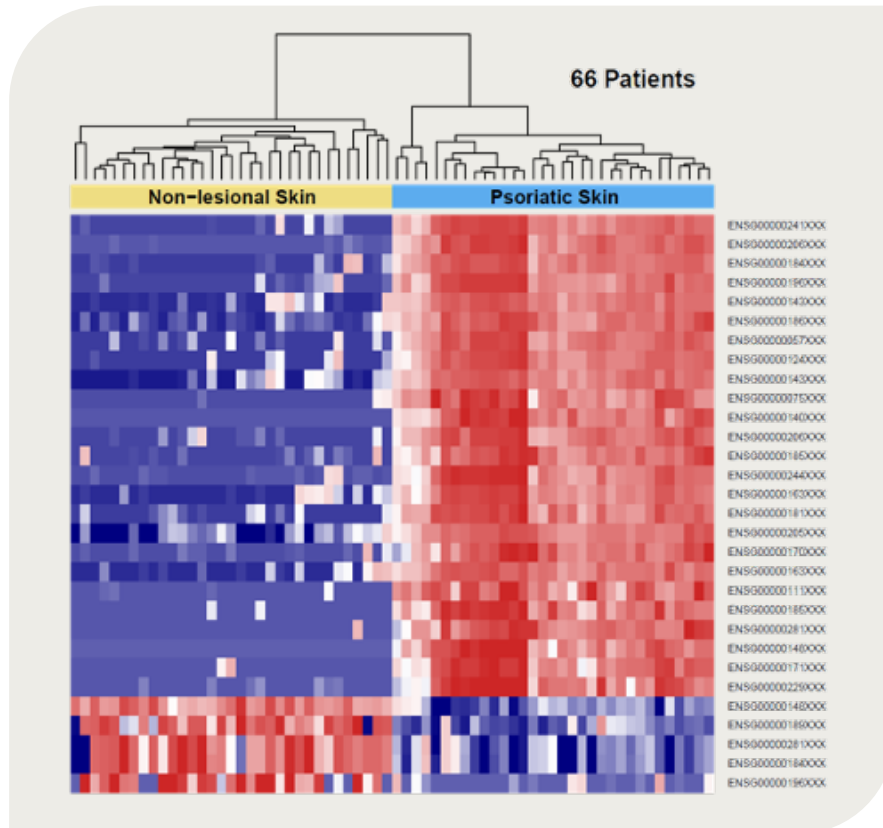 66 Patients
Non-lesional Skin
Psoriatic Skin
ENSG00000241XXX
ENSG00000206XXX
ENSG00000184XXX
ENSG00000196XXX
ENSG00000143XXX
ENSG00000186XXX
ENSG00000057XXX
ENSG00000124XXX
ENSG00000143XXX
ENSG00000075XXX
ENSG00000140XXX
ENSG00000206XXX
ENSG00000185XXX
ENSG00000244XXX
ENSG00000163XXX
ENSG00000181XXX
ENSG00000205XXX
ENSG00000170XXX
ENSG00000163XXX
ENSG00000111XXX
ENSG00000185XXX
ENSG00000281XXX
ENSG00000148XXX
ENSG00000171XXX
ENSG00000229XXX
ENSG00000148XXX
ENSG00000189XXX
ENSG00000281XXX
ENSG00000184XXX
ENSG00000196XXX